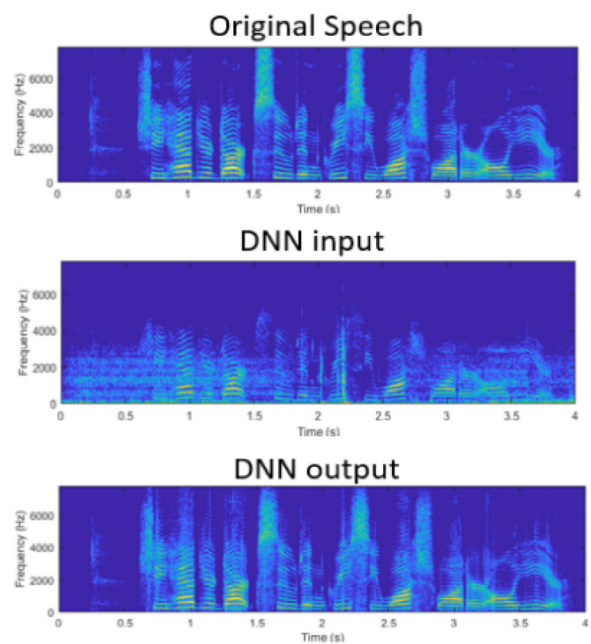 Original Speech
Frequency (Hz)
6000
4000
2000
0
0 0.5 1 1.5 2 2.5 3 3.5 4
Time (s)
DNN input
Frequency (Hz)
6000
4000
2000
0
0 0.5 1 1.5 2 2.5 3 3.5 4
Time (s)
DNN output
Frequency (Hz)
6000
4000
2000
0
0 0.5 1 1.5 2 2.5 3 3.5 4
Time (s)